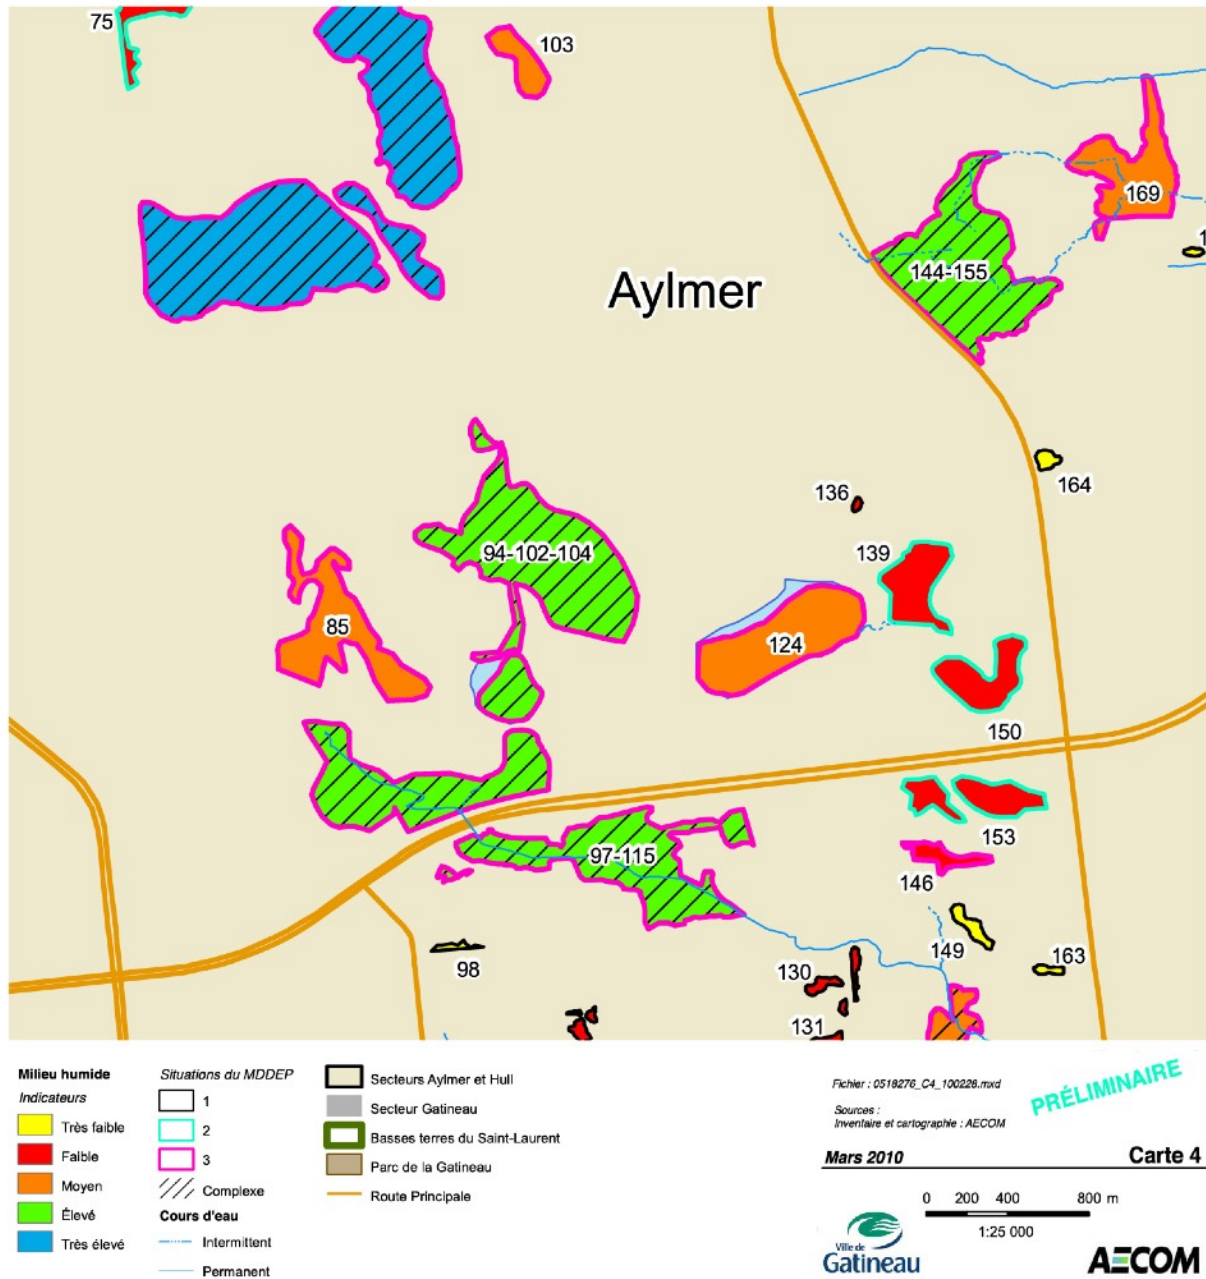 75
103
169
1
144-155
Aylmer
164
136
139
94-102-104
85
124
150
153
97-115
146
149
163
98
130
131
Milieu humide
Indicateurs
Très faible
Faible
Moyen
Élevé
Très élevé
Situations du MDDEP
1
2
3
Complexe
Cours d'eau
Intermittent
Permanent
Secteurs Aylmer et Hull
Secteur Gatineau
Basses terres du Saint-Laurent
Parc de la Gatineau
Route Principale
Fichier : 0518276_C4_100226.mxd
Sources :
Inventaire et cartographie : AECOM
PRÉLIMINAIRE
Mars 2010 Carte 4
0 200 400 800 m
1:25 000
Ville de
Gatineau
AECOM